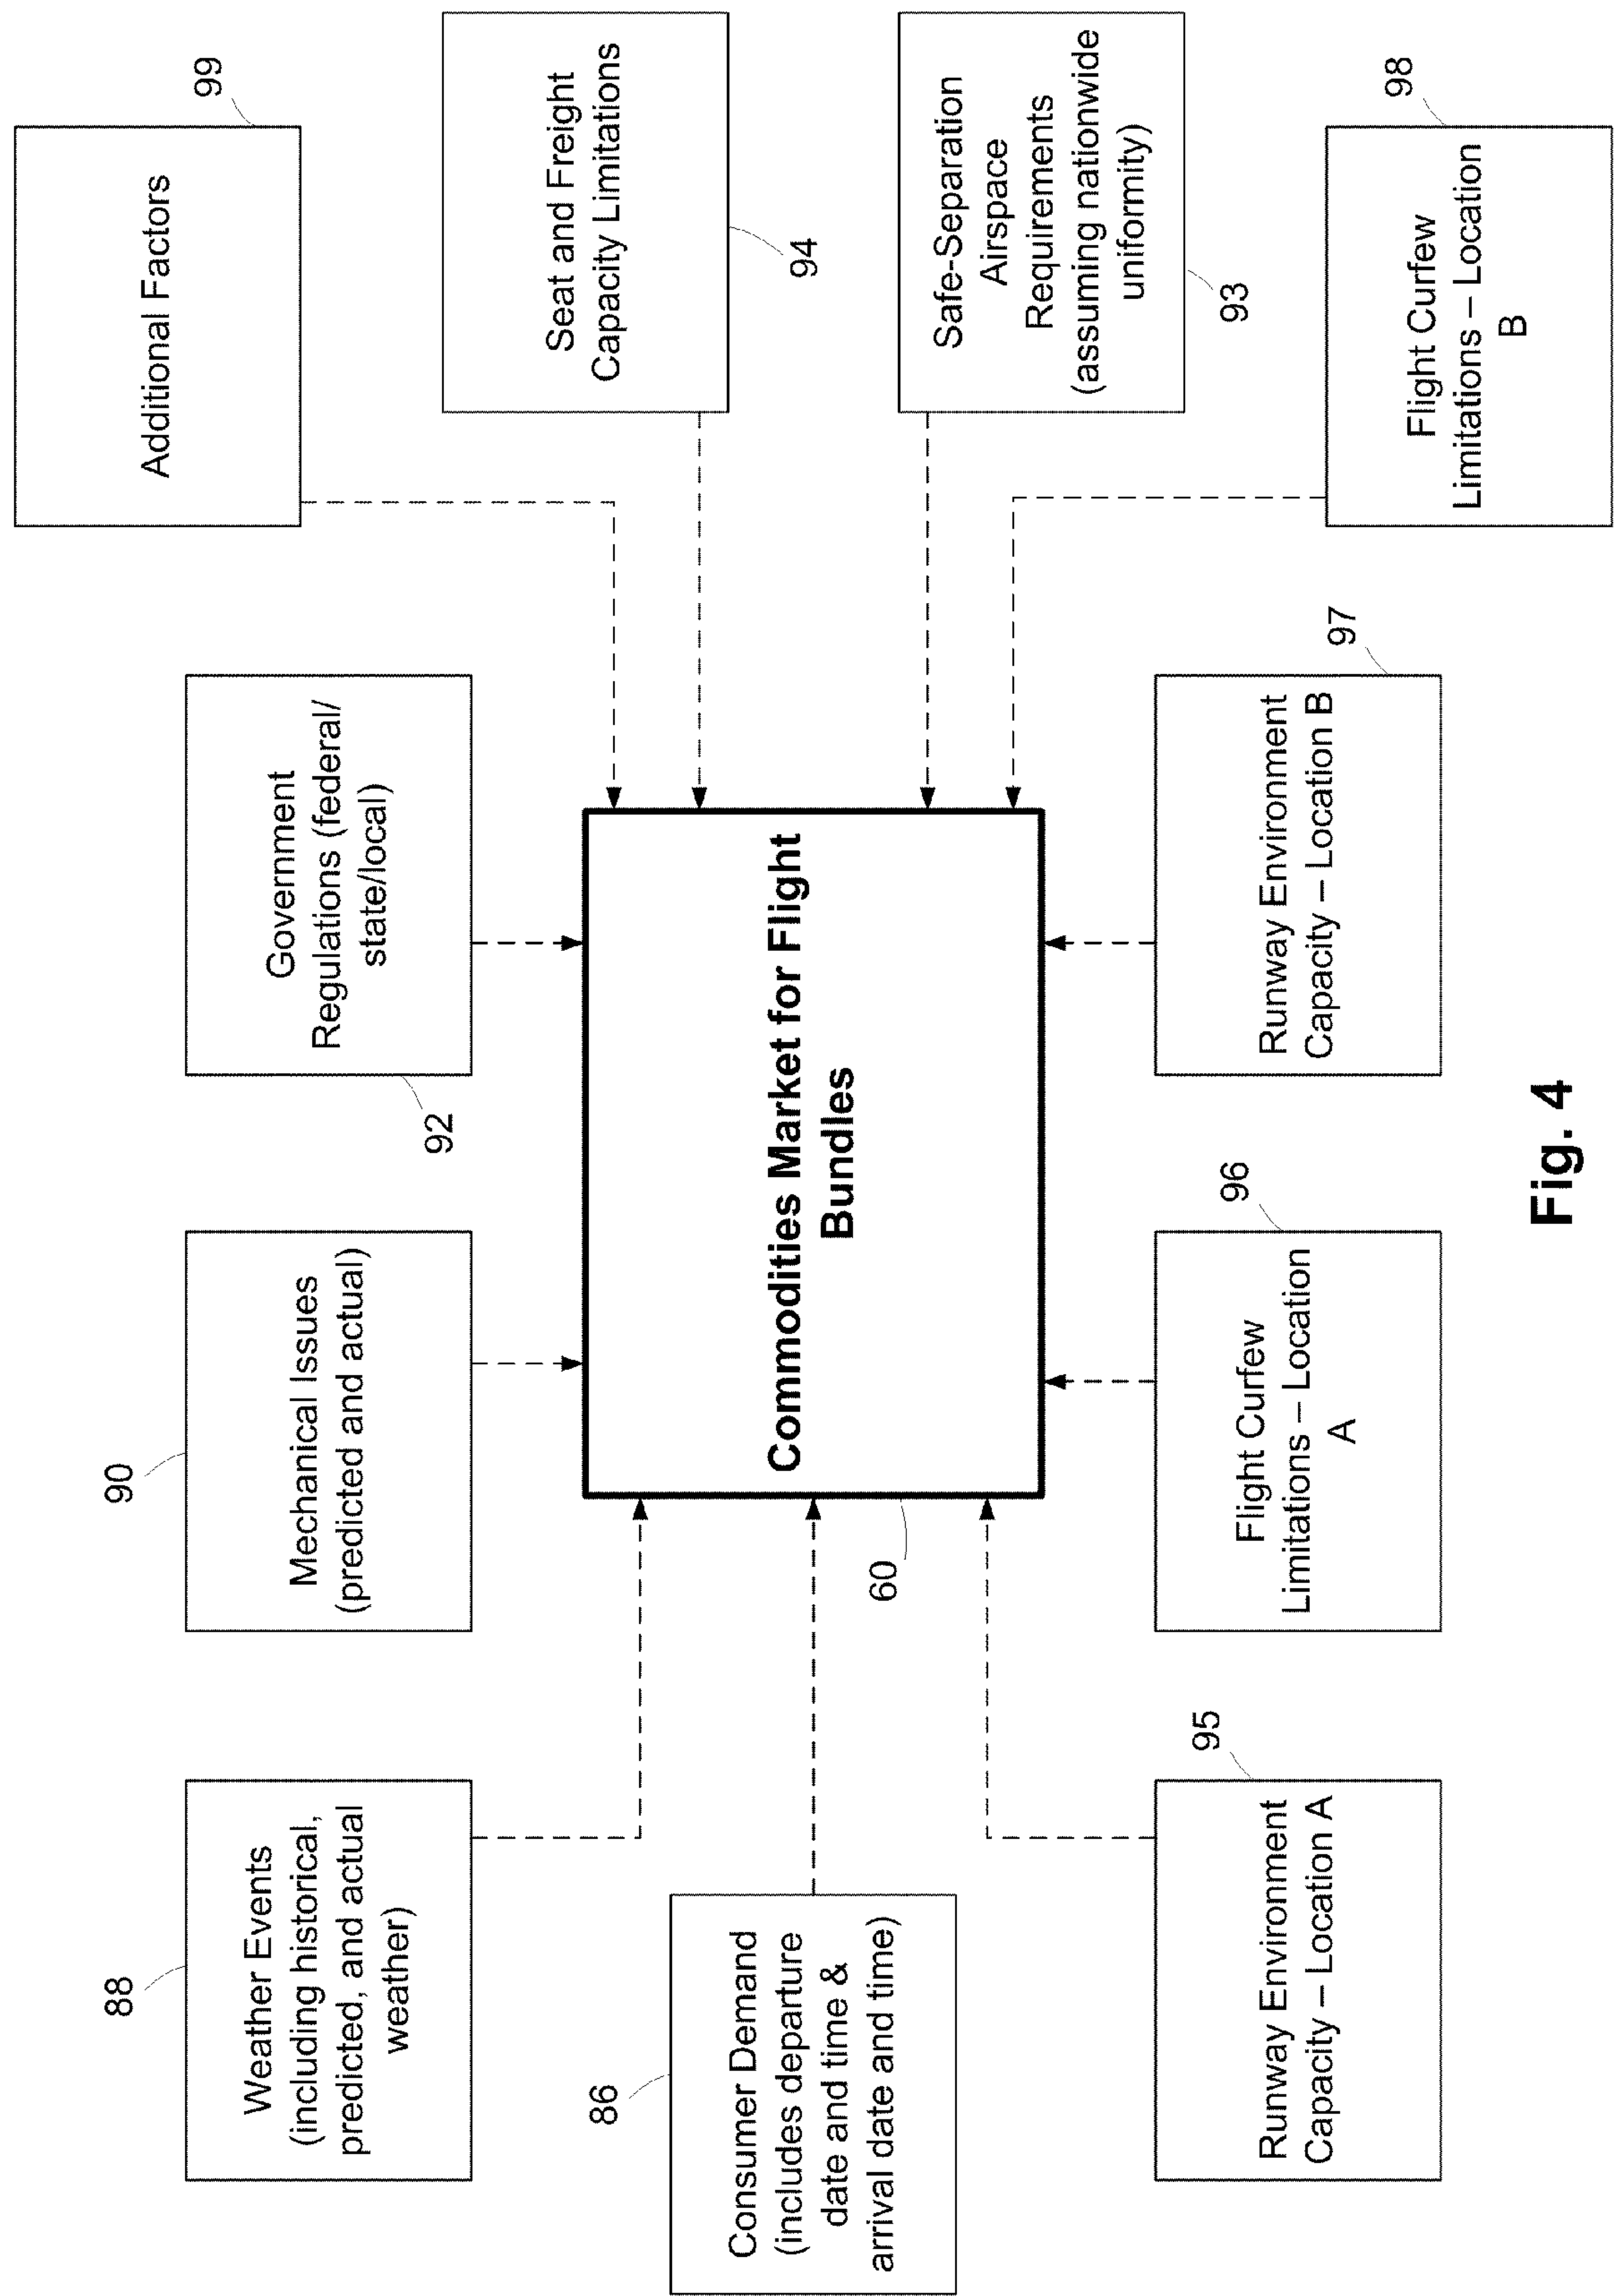 99
Additional Factors
88
Weather Events
(including historical,
predicted, and actual
weather)
90
Mechanical Issues
(predicted and actual)
Government
Regulations (federal/
state/local)
92
Seat and Freight
Capacity Limitations
94
86
Consumer Demand
(includes departure
date and time &
arrival date and time)
Commodities Market for Flight
Bundles
60
Safe-Separation
Airspace
Requirements
(assuming nationwide
uniformity)
93
95
Runway Environment
Capacity – Location A
96
Flight Curfew
Limitations – Location
A
97
Runway Environment
Capacity – Location B
98
Flight Curfew
Limitations – Location
B
Fig. 4